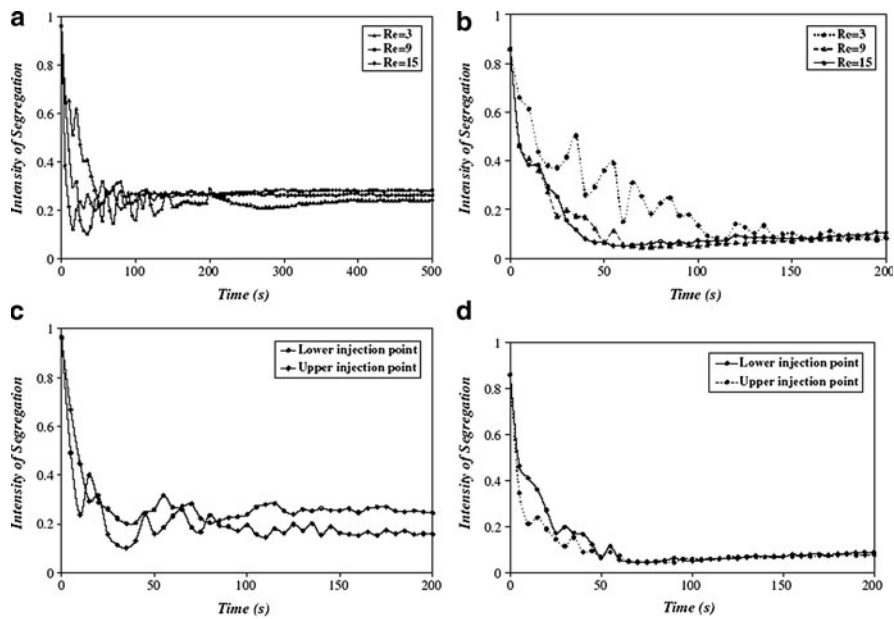 a
Intensity of Segregation
1
0.8
0.6
0.4
0.2
0
Re=3
Re=9
Re=15
0 100 200 300 400 500
Time (s)
b
Intensity of Segregation
1
0.8
0.6
0.4
0.2
0
Re=3
Re=9
Re=15
0 50 100 150 200
Time (s)
c
Intensity of Segregation
1
0.8
0.6
0.4
0.2
0
Lower injection point
Upper injection point
0 50 100 150 200
Time (s)
d
Intensity of Segregation
1
0.8
0.6
0.4
0.2
0
Lower injection point
Upper injection point
0 50 100 150 200
Time (s)